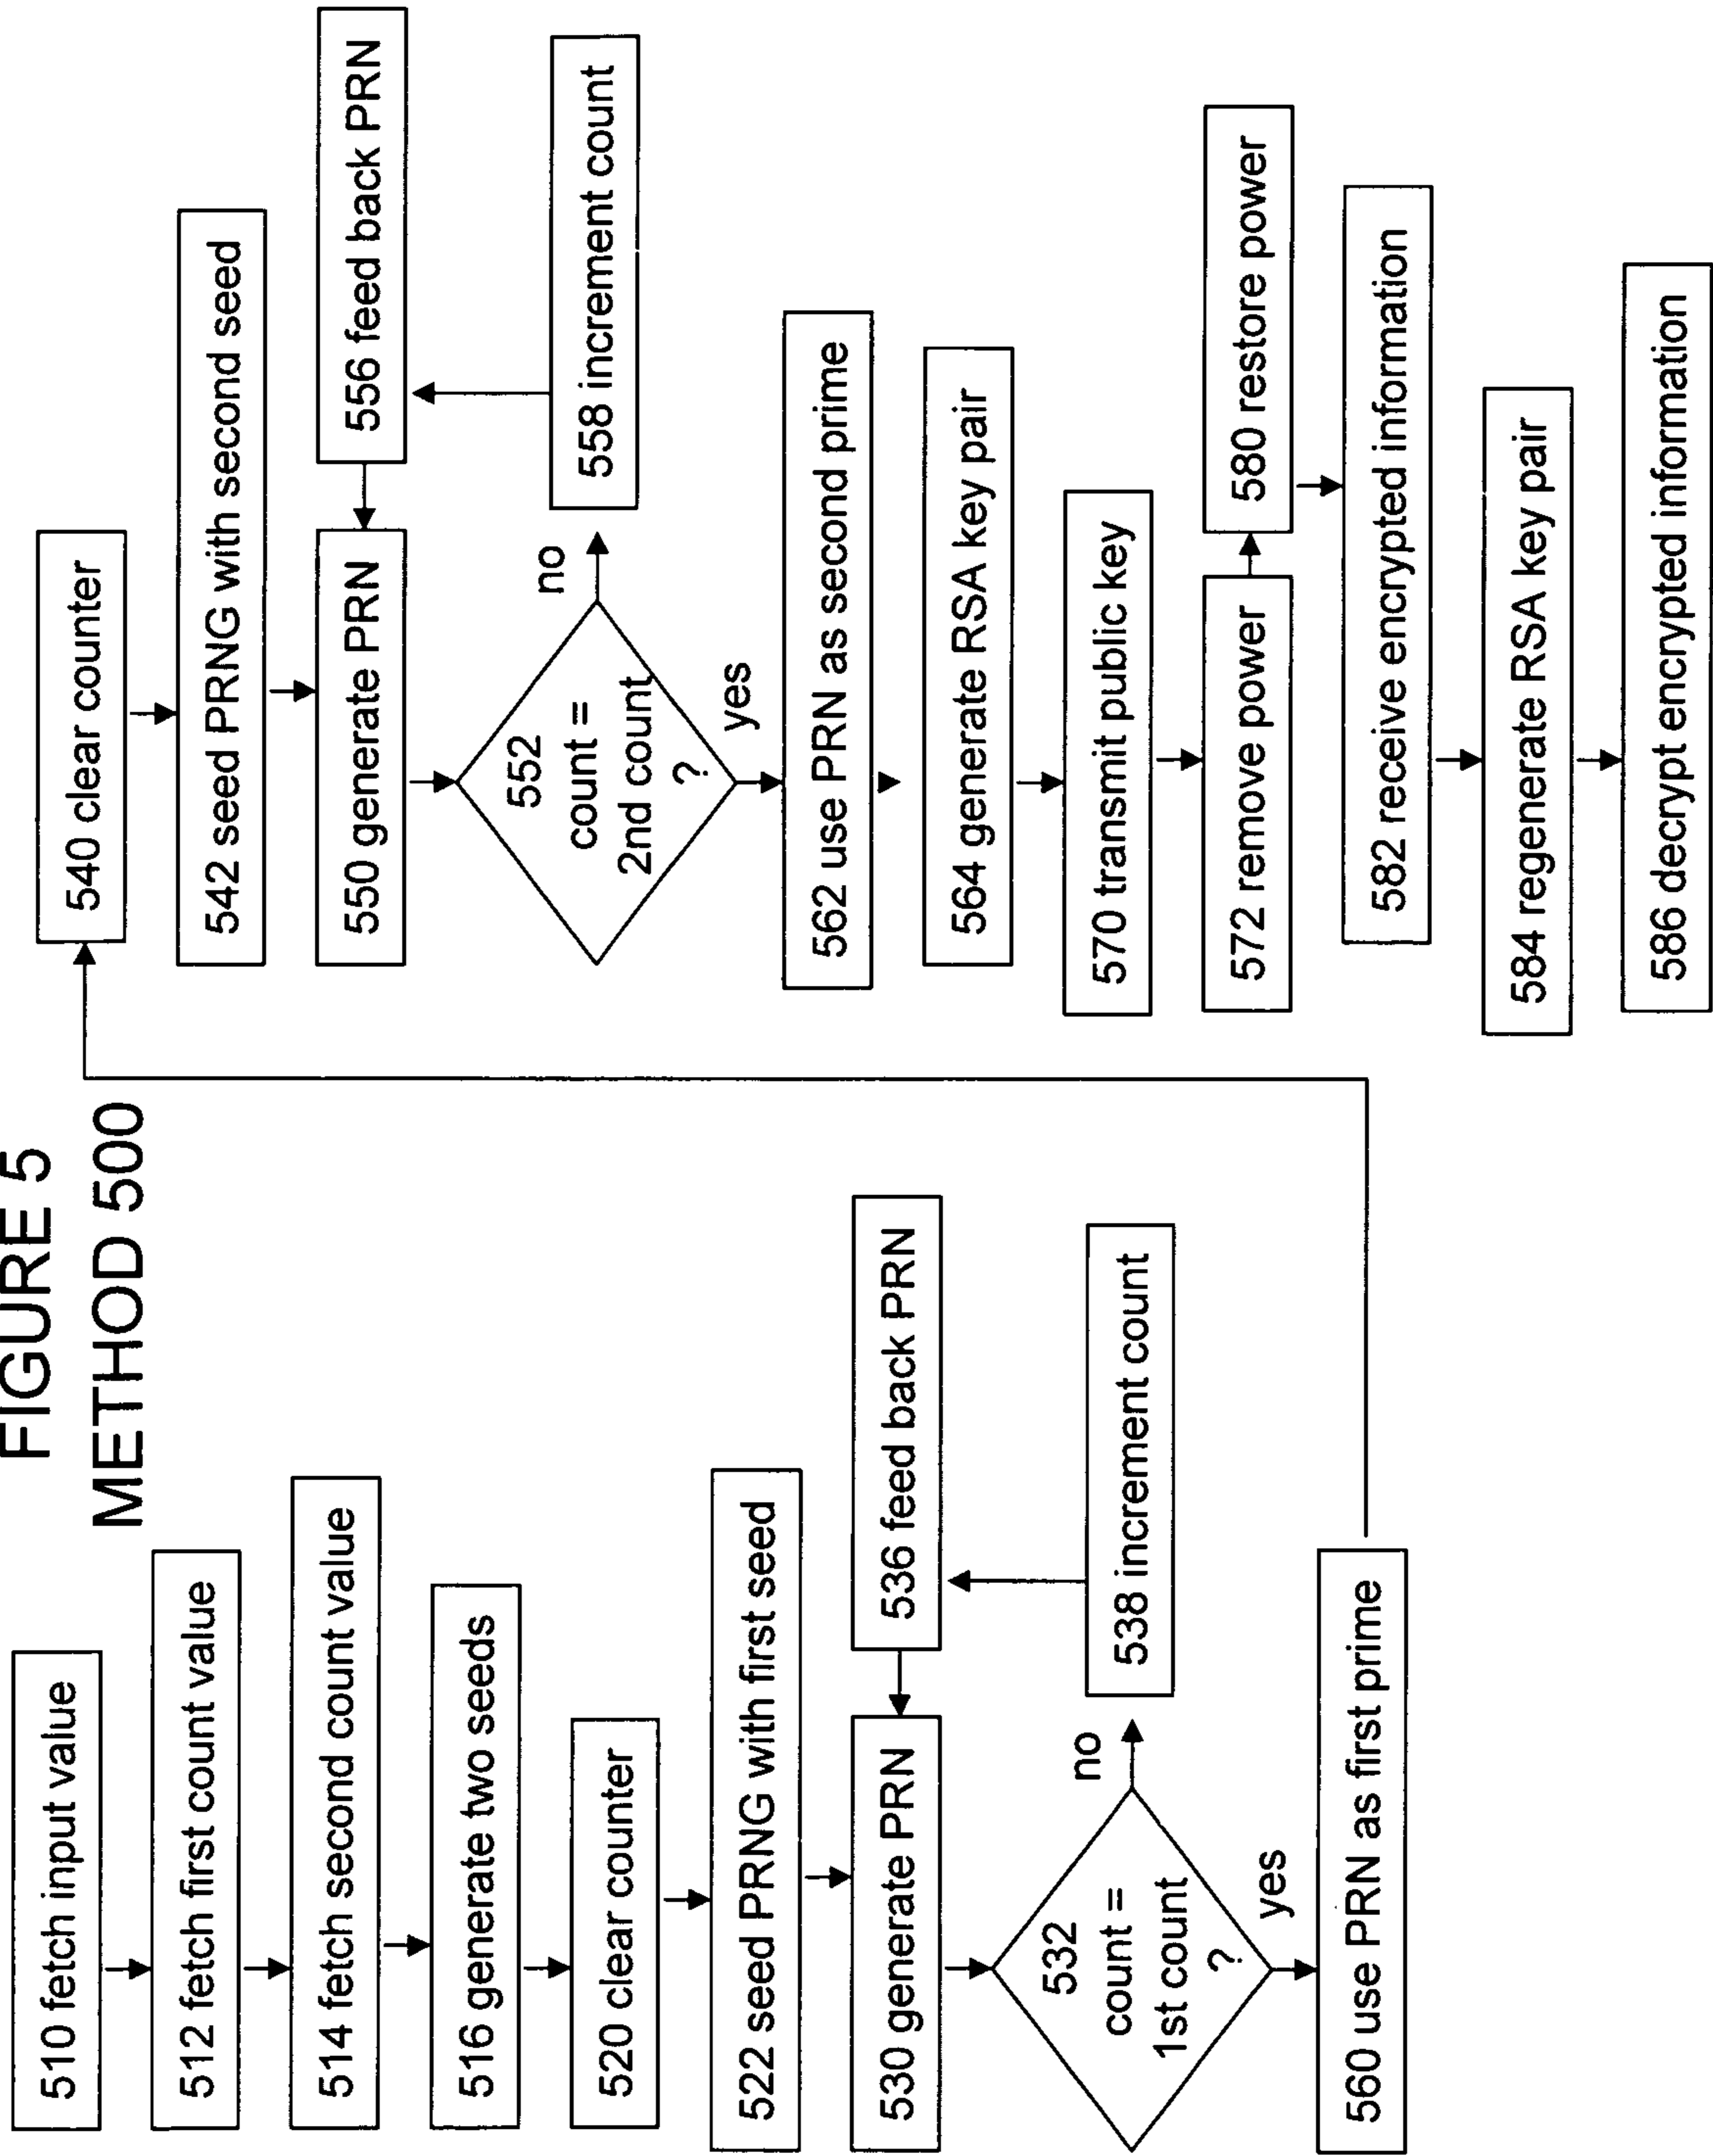 FIGURE 5
METHOD 500
510 fetch input value
512 fetch first count value
514 fetch second count value
516 generate two seeds
520 clear counter
522 seed PRNG with first seed
530 generate PRN
536 feed back PRN
532
count =
1st count
?
no
538 increment count
yes
560 use PRN as first prime
540 clear counter
542 seed PRNG with second seed
550 generate PRN
556 feed back PRN
552
count =
2nd count
?
no
558 increment count
yes
562 use PRN as second prime
564 generate RSA key pair
570 transmit public key
572 remove power
580 restore power
582 receive encrypted information
584 regenerate RSA key pair
586 decrypt encrypted information